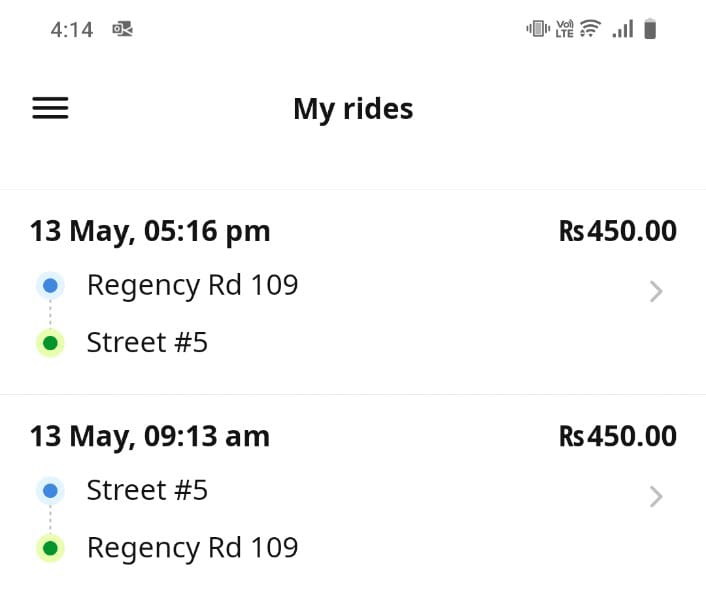 4:14
Vo)
LTE
My rides
13 May, 05:16 pm
Rs450.00
Regency Rd 109
Street #5
13 May, 09:13 am
Rs450.00
Street #5
Regency Rd 109